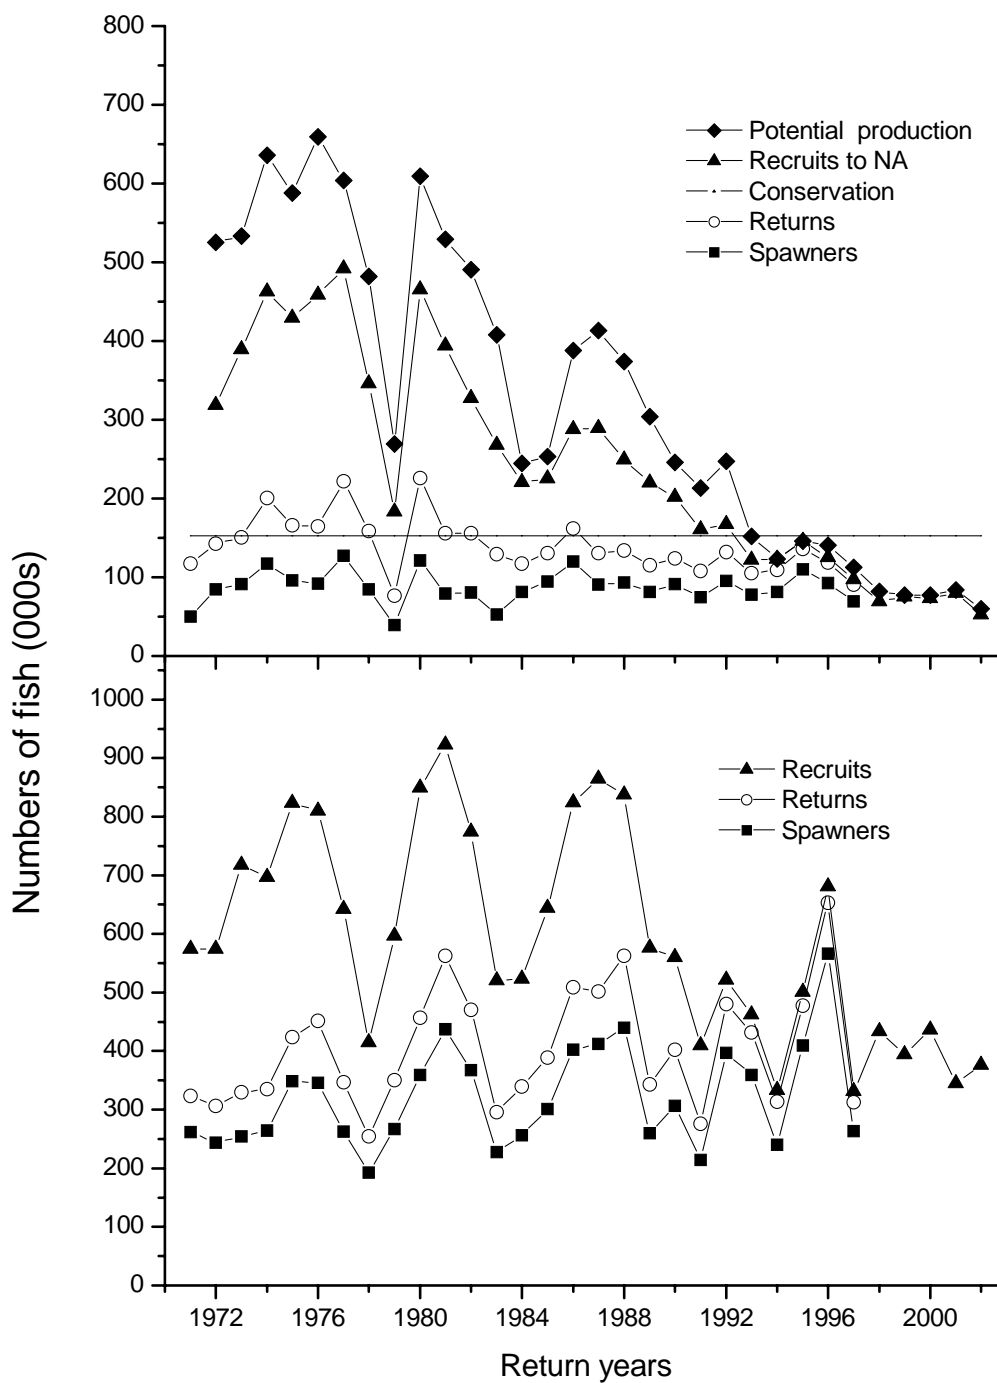 800
700
600
500
400
300
200
100
0
Potential production
Recruits to NA
Conservation
Returns
Spawners
1000
900
800
700
600
500
400
300
200
100
0
Recruits
Returns
Spawners
1972 1976 1980 1984 1988 1992 1996 2000
Return years
Numbers of fish (000s)